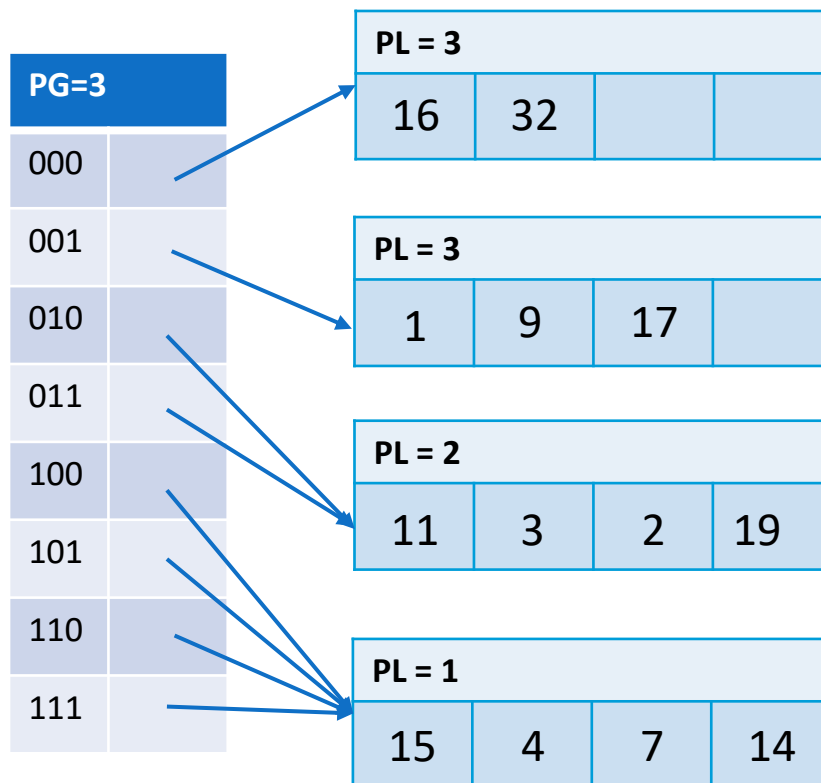 PG=3
000
001
010
011
100
101
110
111
PL = 3
16 32
PL = 3
1 9 17
PL = 2
11 3 2 19
PL = 1
15 4 7 14